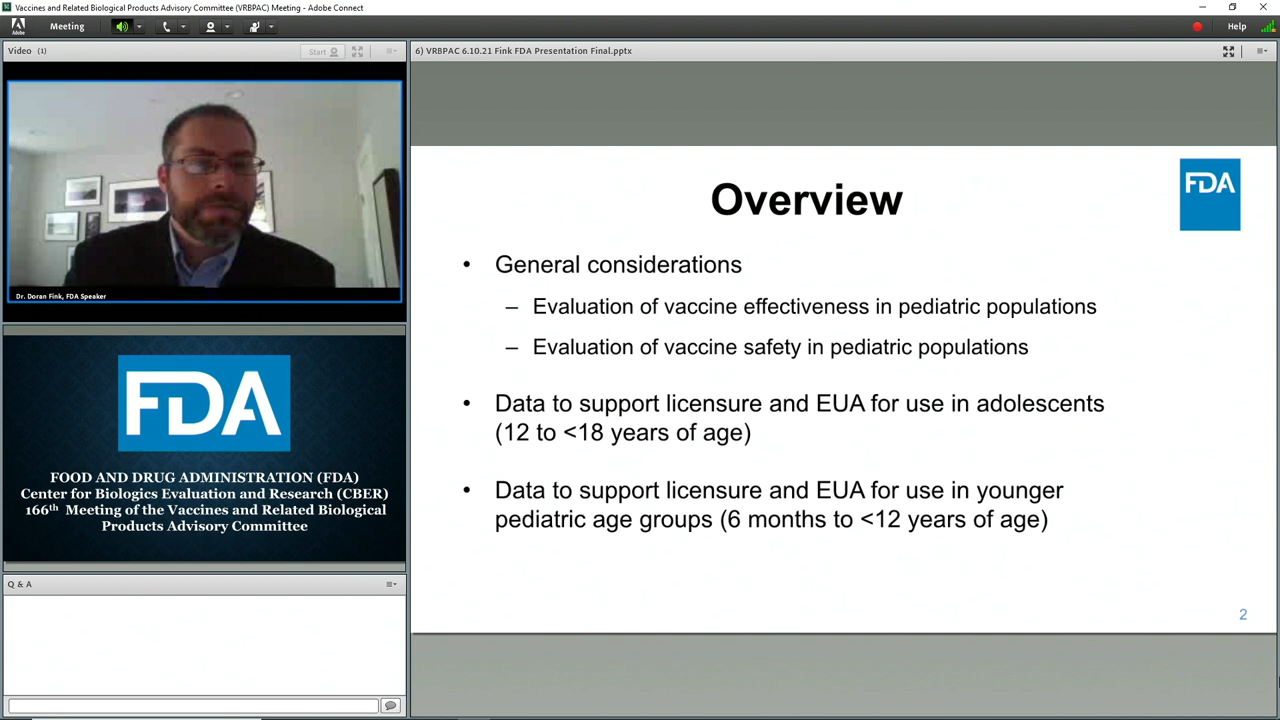 Vaccines and Related Biological Products Advisory Committee (VRBPAC) Meeting - Adobe Connect
Adobe
Meeting
Help
Video (1)
Start
Dr. Doran Fink, FDA Speaker
FDA
FOOD AND DRUG ADMINISTRATION (FDA)
Center for Biologics Evaluation and Research (CBER)
166th Meeting of the Vaccines and Related Biological
Products Advisory Committee
Q & A
6) VRBPAC 6.10.21 Fink FDA Presentation Final.pptx
FDA
Overview
• General considerations
– Evaluation of vaccine effectiveness in pediatric populations
– Evaluation of vaccine safety in pediatric populations
• Data to support licensure and EUA for use in adolescents
(12 to <18 years of age)
• Data to support licensure and EUA for use in younger
pediatric age groups (6 months to <12 years of age)
2